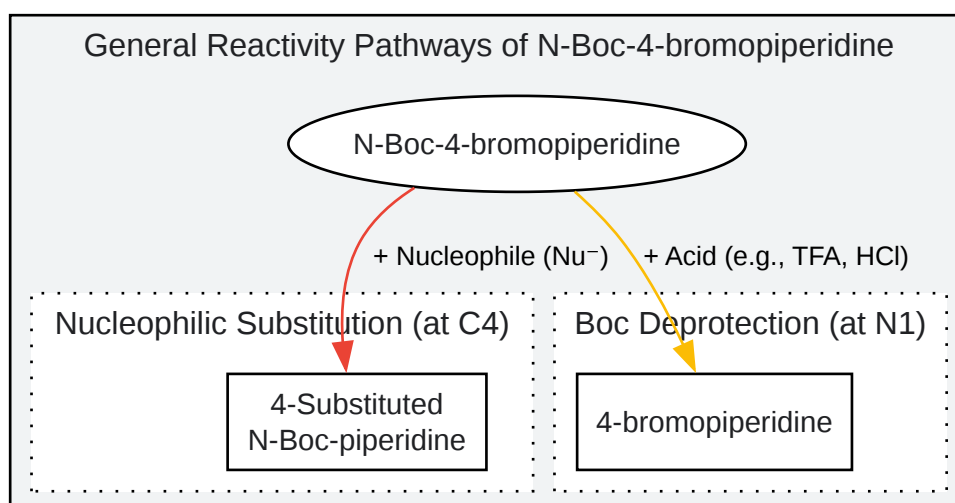 General Reactivity Pathways of N-Boc-4-bromopiperidine
N-Boc-4-bromopiperidine
+ Nucleophile (Nu⁻)
+ Acid (e.g., TFA, HCl)
Nucleophilic Substitution (at C4)
Boc Deprotection (at N1)
4-Substituted
N-Boc-piperidine
4-bromopiperidine